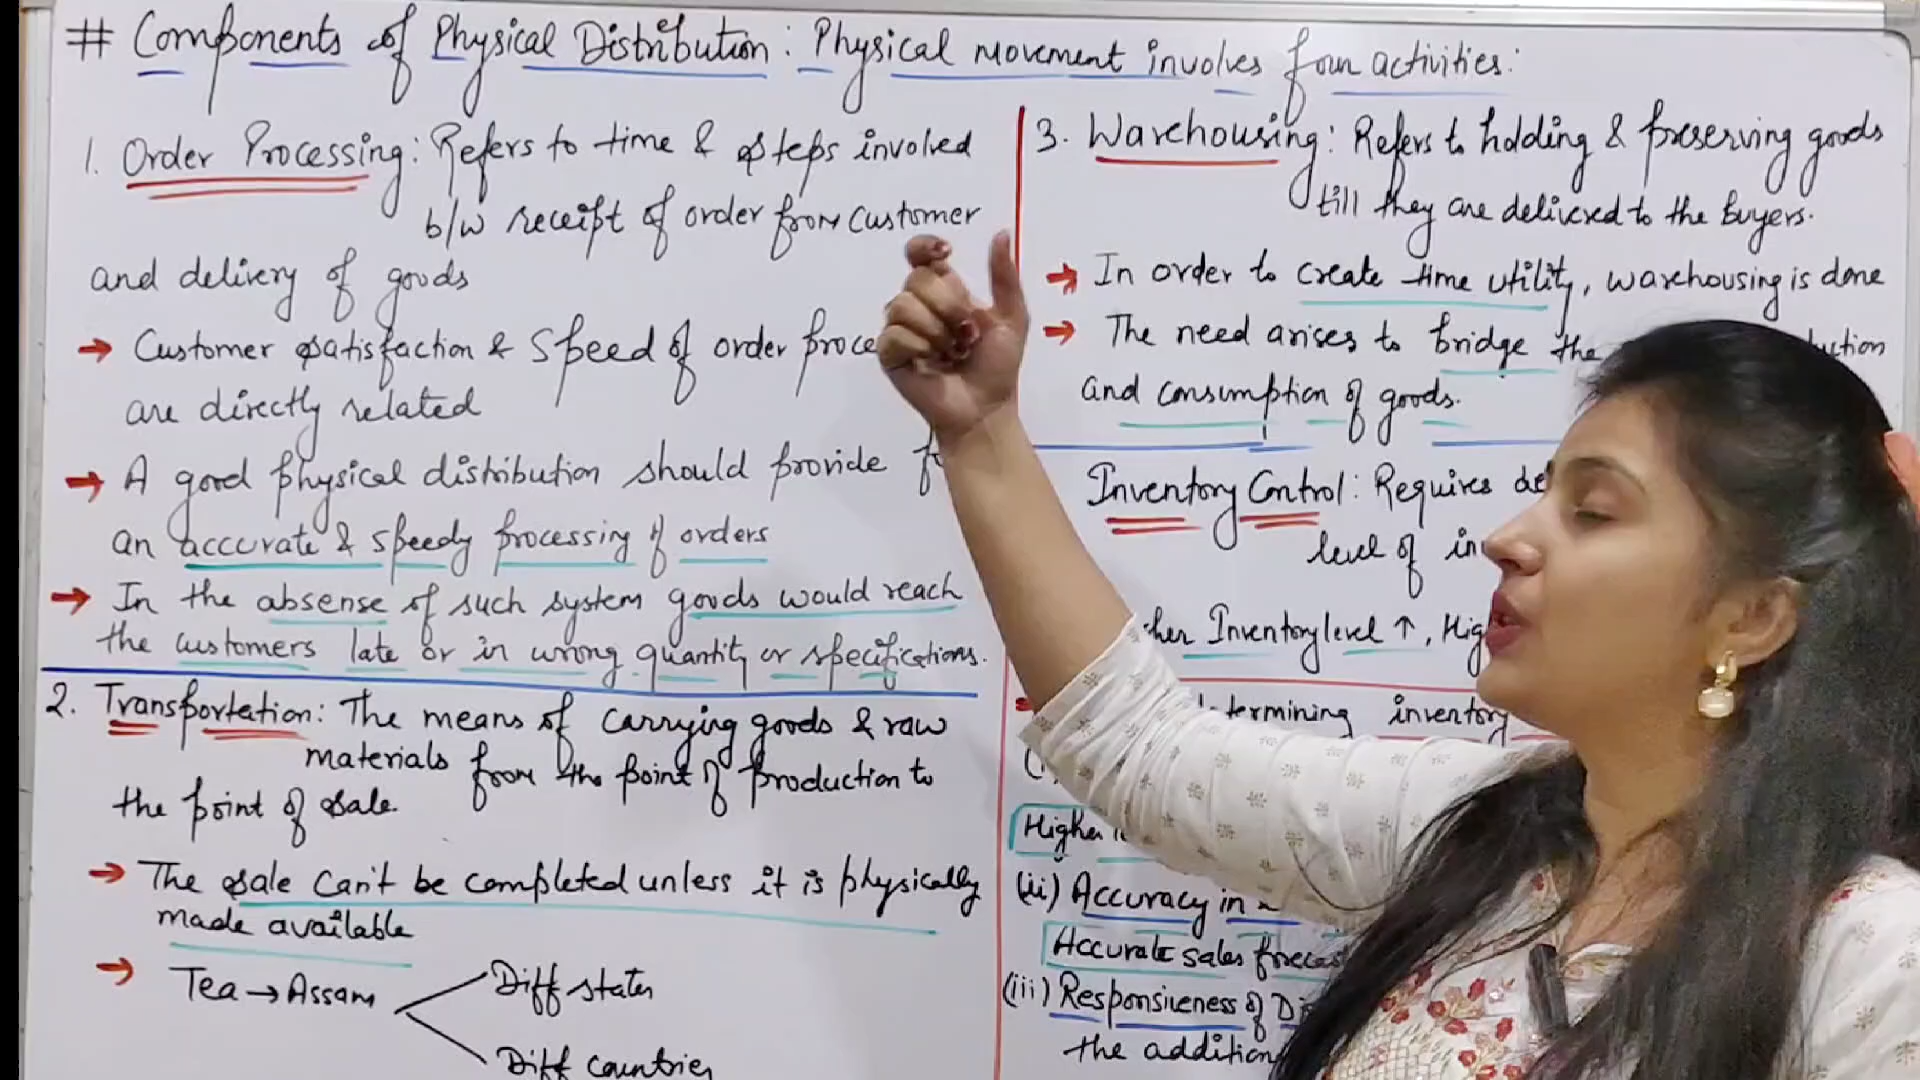 # Components of Physical Distribution: Physical movement involves four activities:
1. Order Processing: Refers to time & steps involved
b/w receipt of order from customer
and delivery of goods
→ Customer satisfaction & Speed of order
are directly related
→ A good physical distribution should provide
an accurate & speedy processing of orders
→ In the absense of such system goods would reach
the customers late or in wrong quantity or specifications.
2. Transportation: The means of carrying goods & raw
materials from the point of production to
the point of sale
→ The sale can't be completed unless it is physically
made available
→ Tea → Assam
Diff states
Diff countries
3. Warehousing: Refers to holding & preserving goods
till they are delivered to the buyers.
→ In order to create time utility, warehousing is done
→ The need arises to bridge the
and consumption of goods.
Inventory Control: Requires
level of
Inventory level ↑,
inventory
Higher
(ii) Accuracy in
Accurate sales
(iii) Responsiveness of
the